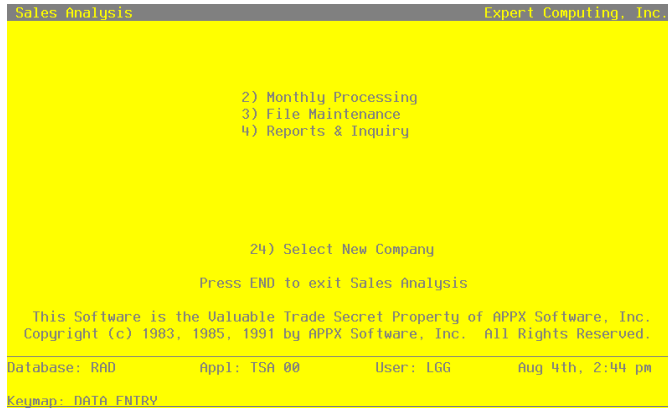 Sales Analysis Expert Computing, Inc.
2) Monthly Processing
3) File Maintenance
4) Reports & Inquiry
24) Select New Company
Press END to exit Sales Analysis
This Software is the Valuable Trade Secret Property of APPX Software, Inc.
Copyright (c) 1983, 1985, 1991 by APPX Software, Inc. All Rights Reserved.
Database: RAD Appl: TSA 00 User: LGG Aug 4th, 2:44 pm
Keymap: DATA ENTRY